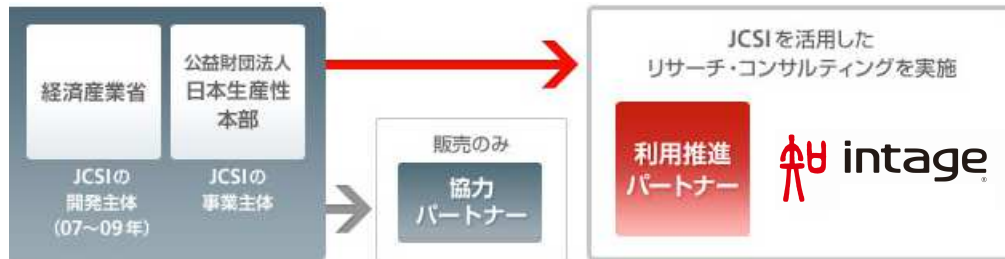 経済産業省
JCSIの
開発主体
(07～09年)
公益財団法人
日本生産性
本部
JCSIの
事業主体
販売のみ
協力
パートナー
JCSIを活用した
リサーチ・コンサルティングを実施
利用推進
パートナー
intage